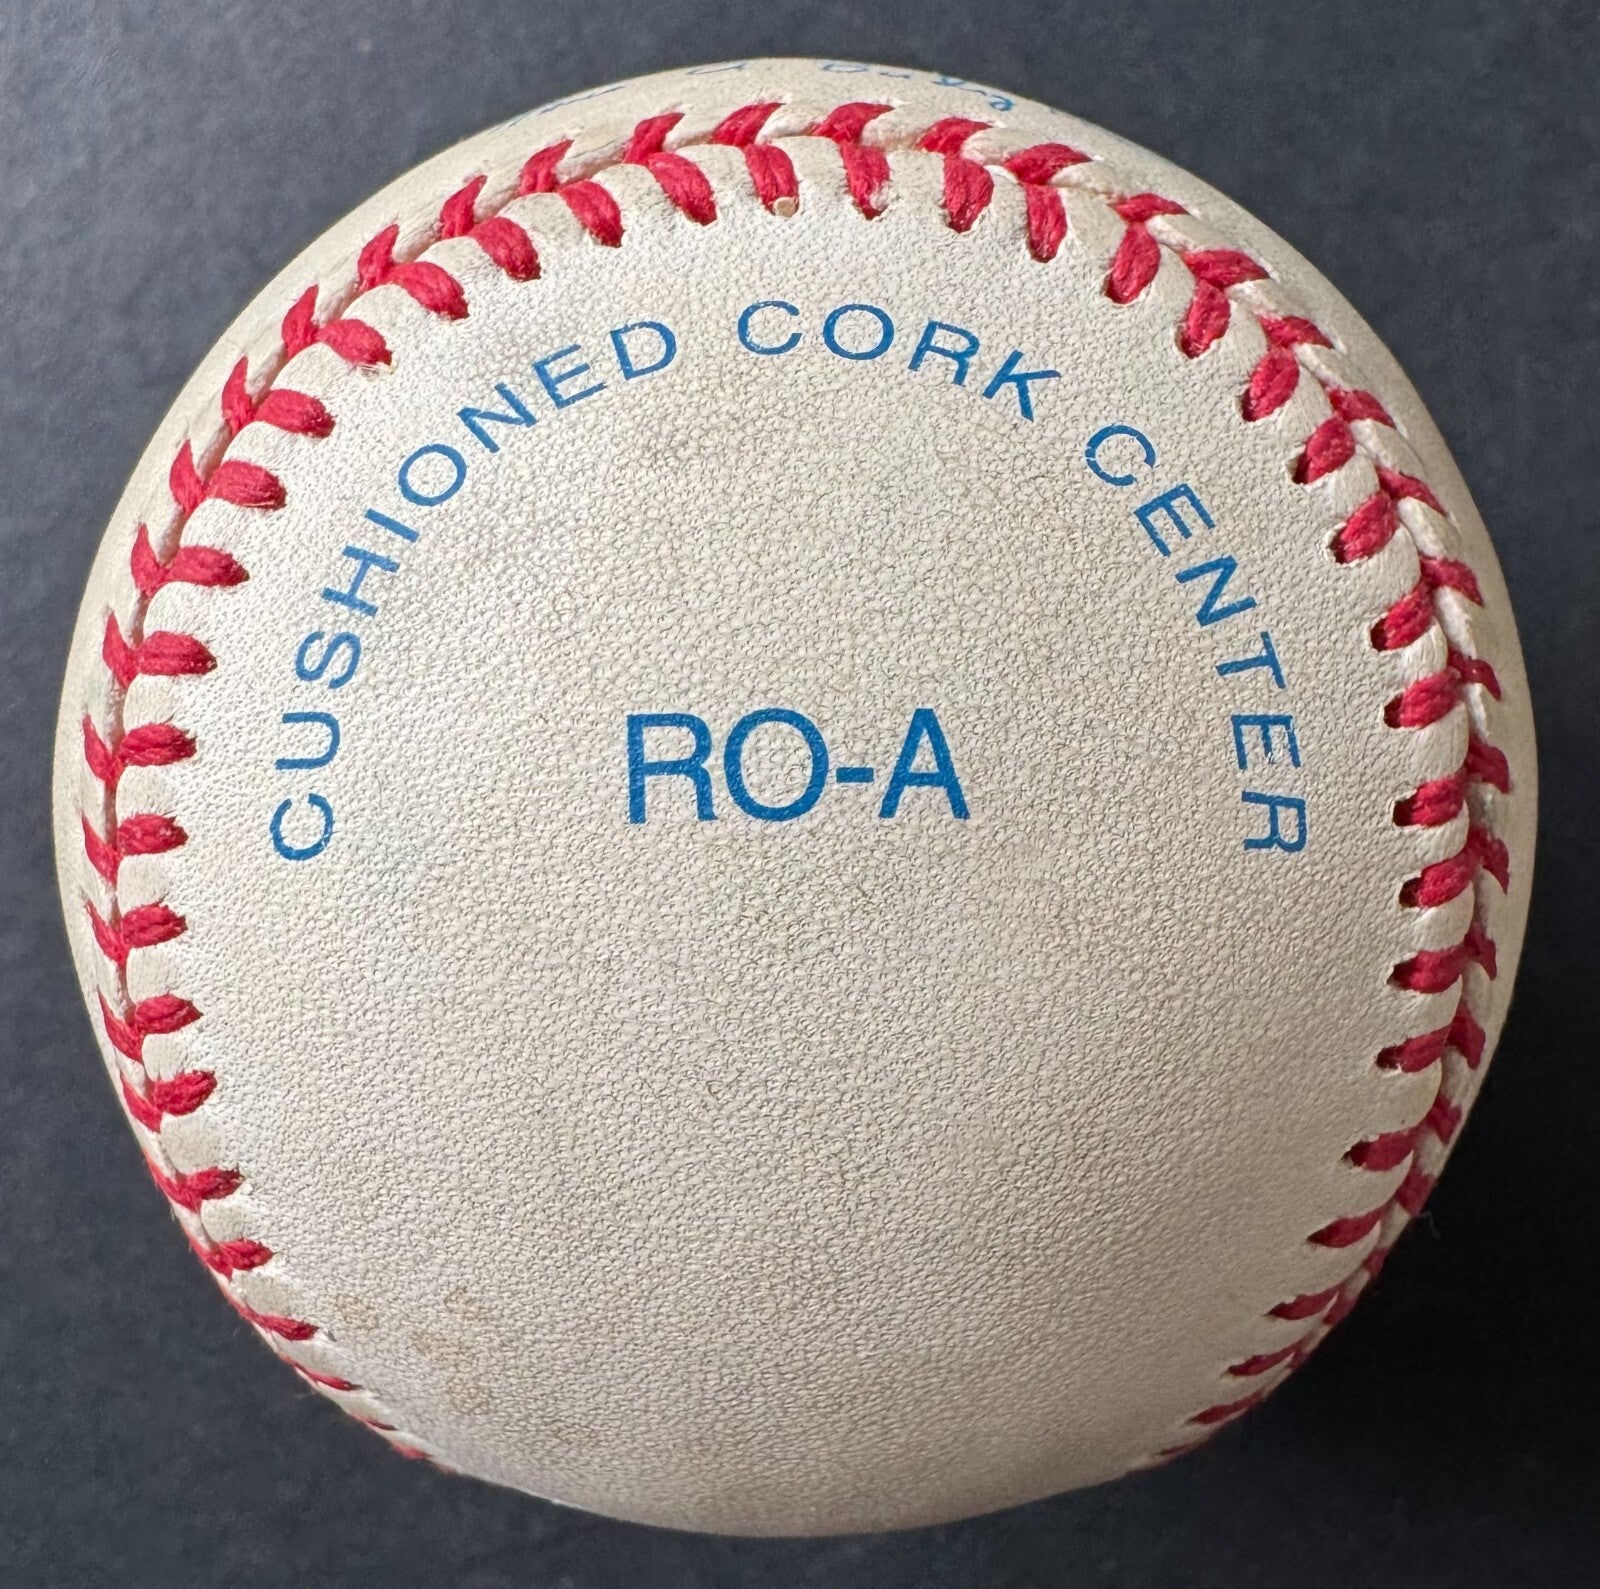 CUSHIONED CORK CENTER
RO-A